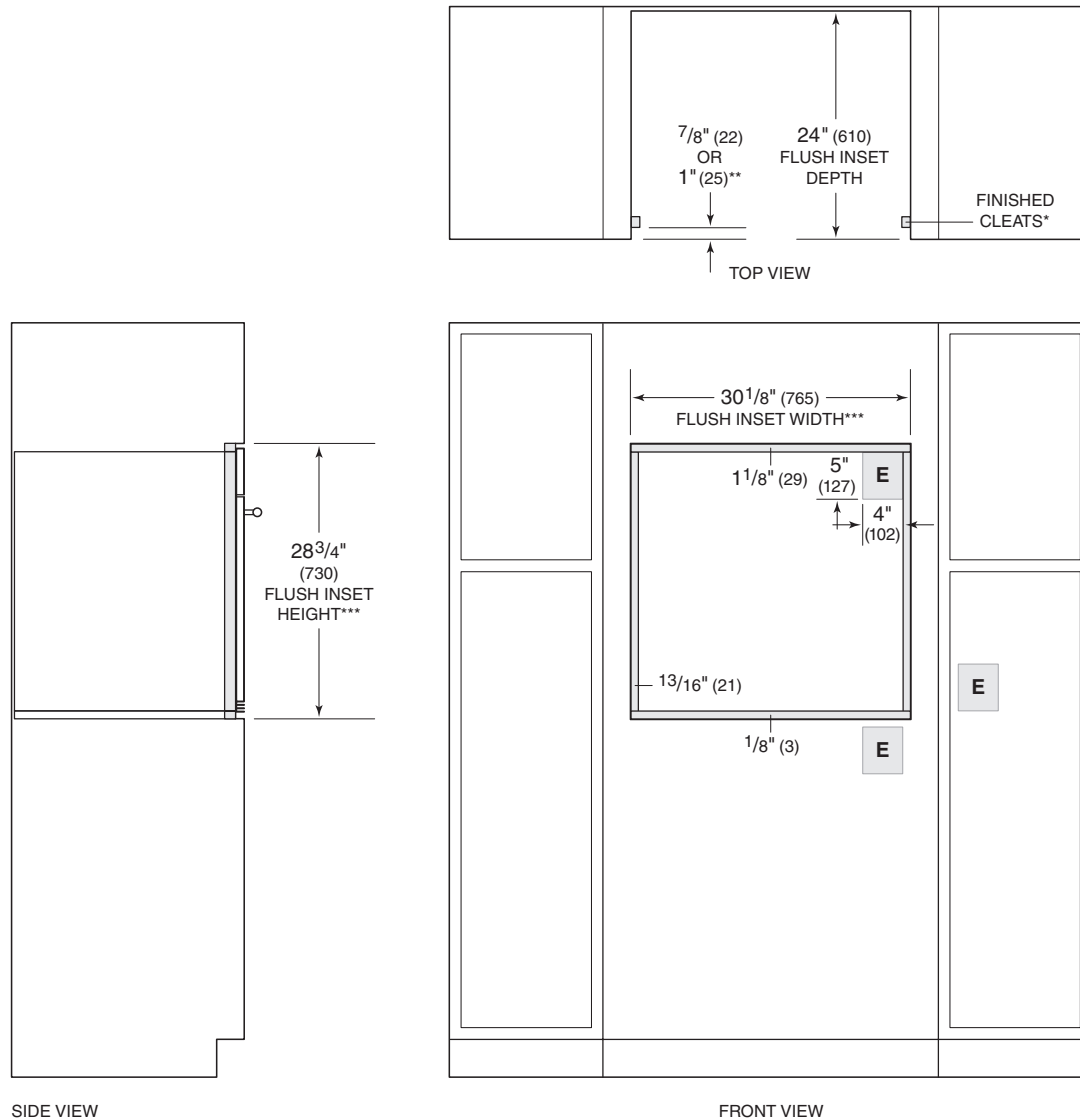 7/8" (22)
OR
1" (25)**
24" (610)
FLUSH INSET
DEPTH
FINISHED
CLEATS*
TOP VIEW
30 1/8" (765)
FLUSH INSET WIDTH***
1 1/8" (29)
5"
(127)
E
4"
(102)
28 3/4"
(730)
FLUSH INSET
HEIGHT***
13/16" (21)
E
1/8" (3)
E
SIDE VIEW
FRONT VIEW